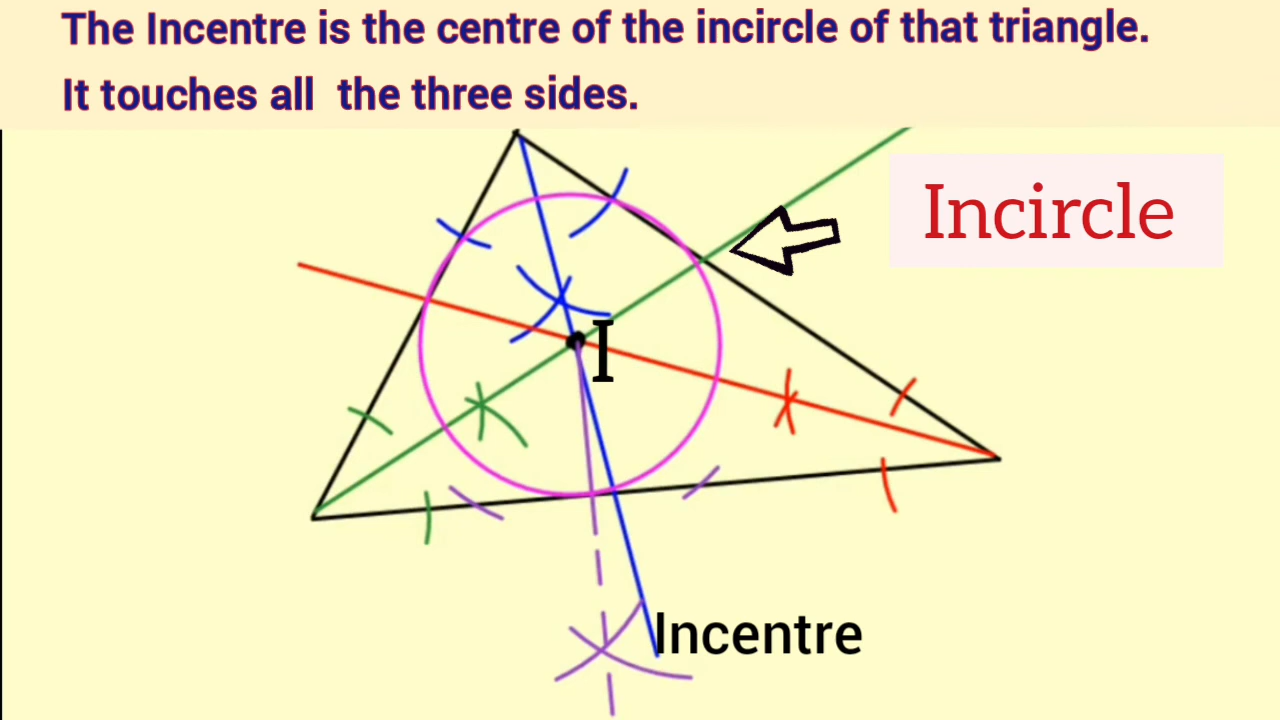 The Incentre is the centre of the incircle of that triangle.
It touches all  the three sides.
Incircle
I
Incentre